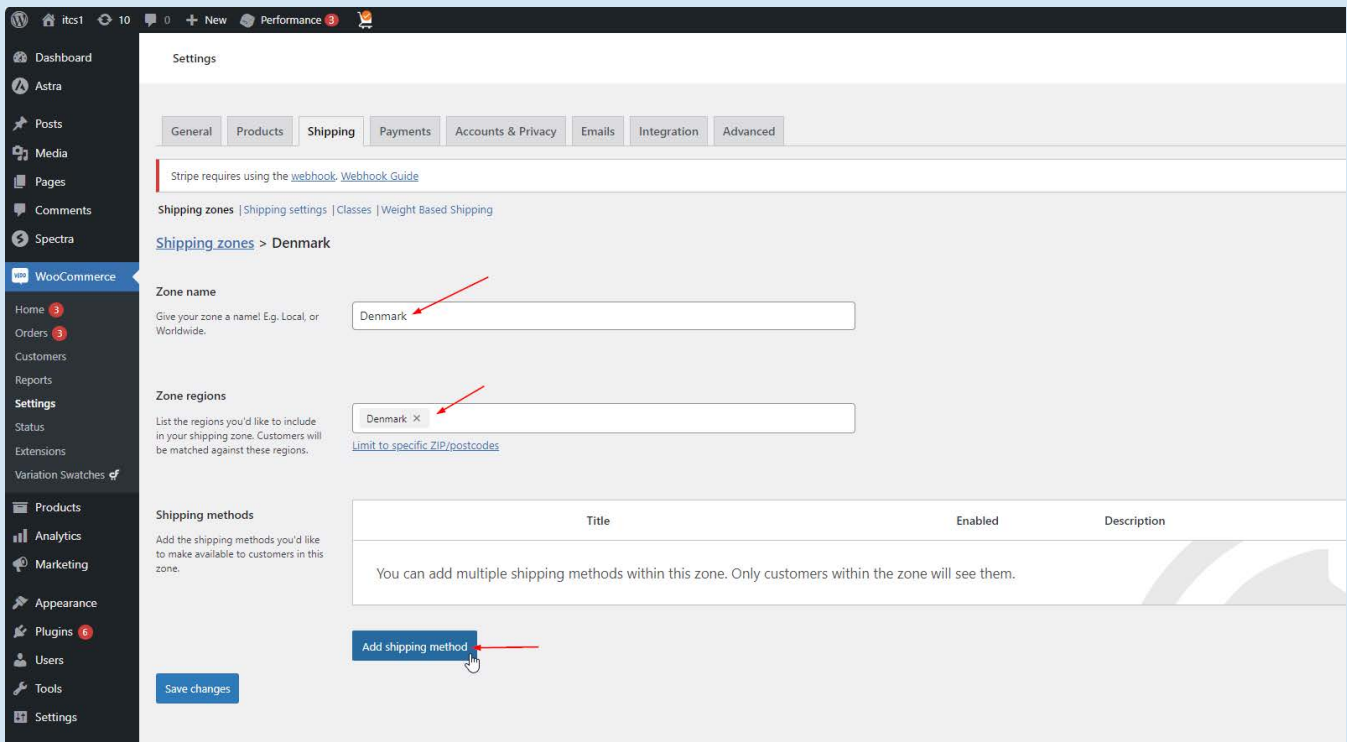 itcs1 10 0 + New Performance 3
Dashboard
Astra
Posts
Media
Pages
Comments
Spectra
WooCommerce
Home 3
Orders 3
Customers
Reports
Settings
Status
Extensions
Variation Swatches cf
Products
Analytics
Marketing
Appearance
Plugins 6
Users
Tools
Settings
Settings
General Products Shipping Payments Accounts & Privacy Emails Integration Advanced
Stripe requires using the webhook. Webhook Guide
Shipping zones | Shipping settings | Classes | Weight Based Shipping
Shipping zones > Denmark
Zone name
Give your zone a name! E.g. Local, or
Worldwide.
Denmark
Zone regions
List the regions you'd like to include
in your shipping zone. Customers will
be matched against these regions.
Denmark ×
Limit to specific ZIP/postcodes
Shipping methods
Add the shipping methods you'd like
to make available to customers in this
zone.
Title Enabled Description
You can add multiple shipping methods within this zone. Only customers within the zone will see them.
Add shipping method
Save changes